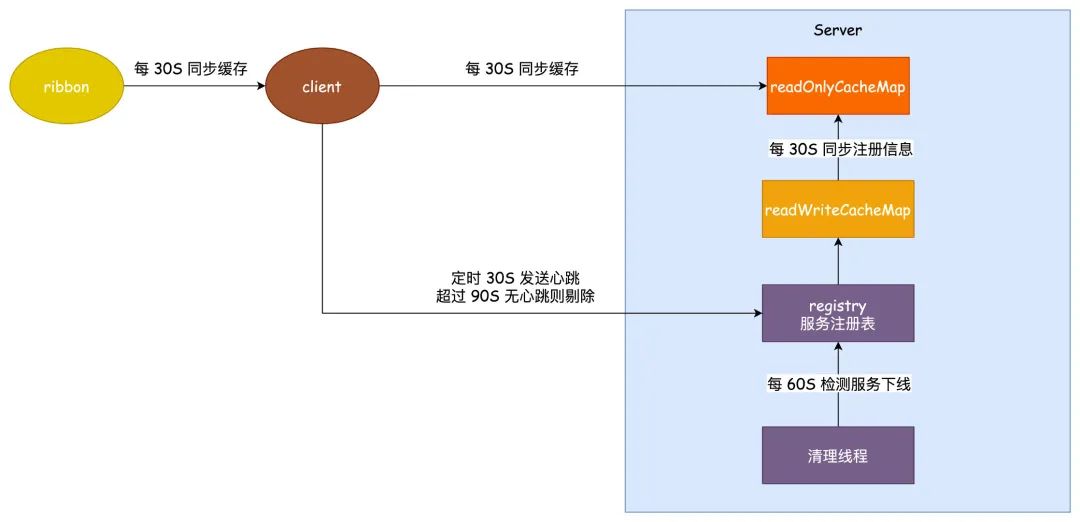 Server
ribbon
每 30S 同步缓存
client
每 30S 同步缓存
readOnlyCacheMap
每 30S 同步注册信息
readWriteCacheMap
定时 30S 发送心跳
超过 90S 无心跳则剔除
registry
服务注册表
每 60S 检测服务下线
清理线程